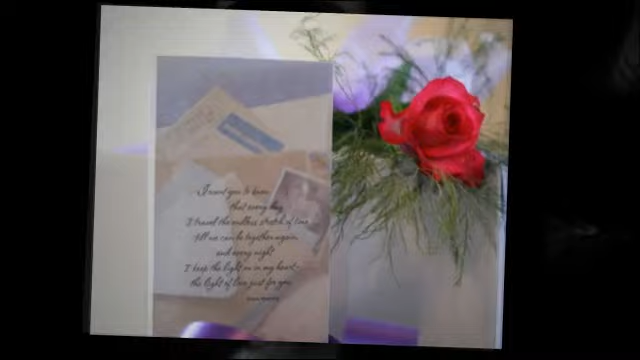 I want you to know
that every day
I travel the endless stretch of time
till we can be together again,
and every night
I keep the light on in my heart—
the light of love just for you.